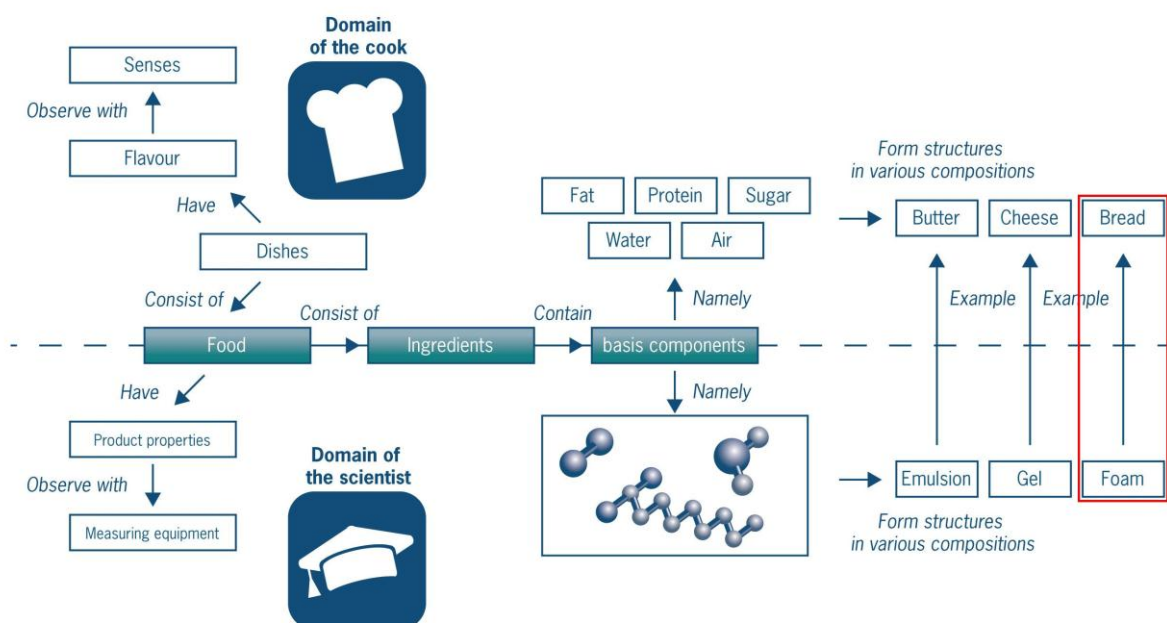 Domain
of the cook
Senses
Observe with
Flavour
Have
Dishes
Consist of
Food
Consist of
Ingredients
Contain
basis components
Namely
Fat
Protein
Sugar
Water
Air
Form structures
in various compositions
Butter
Cheese
Bread
Example
Example
Have
Product properties
Observe with
Measuring equipment
Domain of
the scientist
Namely
Emulsion
Gel
Foam
Form structures
in various compositions